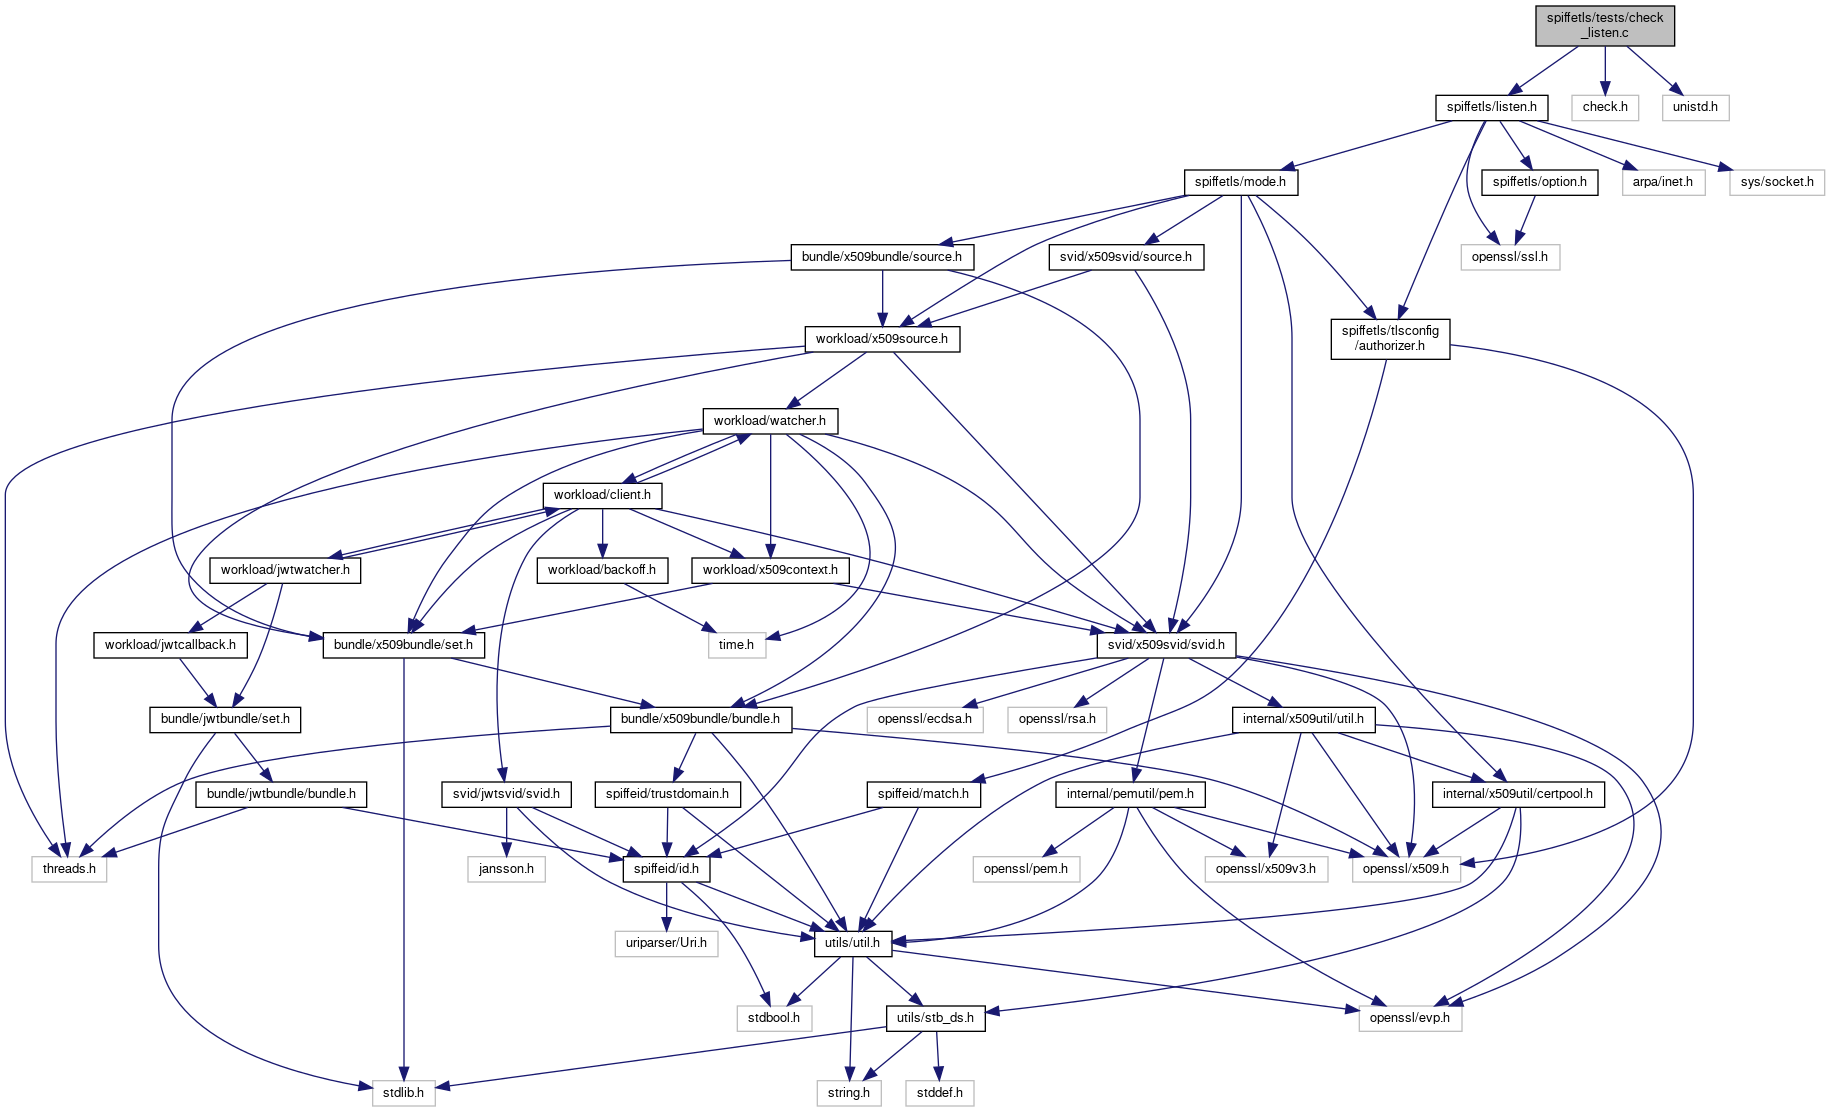 spiffetls/tests/check
_listen.c
spiffetls/listen.h
check.h
unistd.h
spiffetls/mode.h
spiffetls/option.h
arpa/inet.h
sys/socket.h
bundle/x509bundle/source.h
svid/x509svid/source.h
openssl/ssl.h
workload/x509source.h
spiffetls/tlsconfig
/authorizer.h
workload/watcher.h
workload/client.h
workload/jwtwatcher.h
workload/backoff.h
workload/x509context.h
workload/jwtcallback.h
bundle/x509bundle/set.h
time.h
svid/x509svid/svid.h
bundle/jwtbundle/set.h
bundle/x509bundle/bundle.h
openssl/ecdsa.h
openssl/rsa.h
internal/x509util/util.h
bundle/jwtbundle/bundle.h
svid/jwtsvid/svid.h
spiffeid/trustdomain.h
spiffeid/match.h
internal/pemutil/pem.h
internal/x509util/certpool.h
threads.h
jansson.h
spiffeid/id.h
openssl/pem.h
openssl/x509v3.h
openssl/x509.h
uriparser/Uri.h
utils/util.h
stdbool.h
utils/stb_ds.h
openssl/evp.h
stdlib.h
string.h
stddef.h